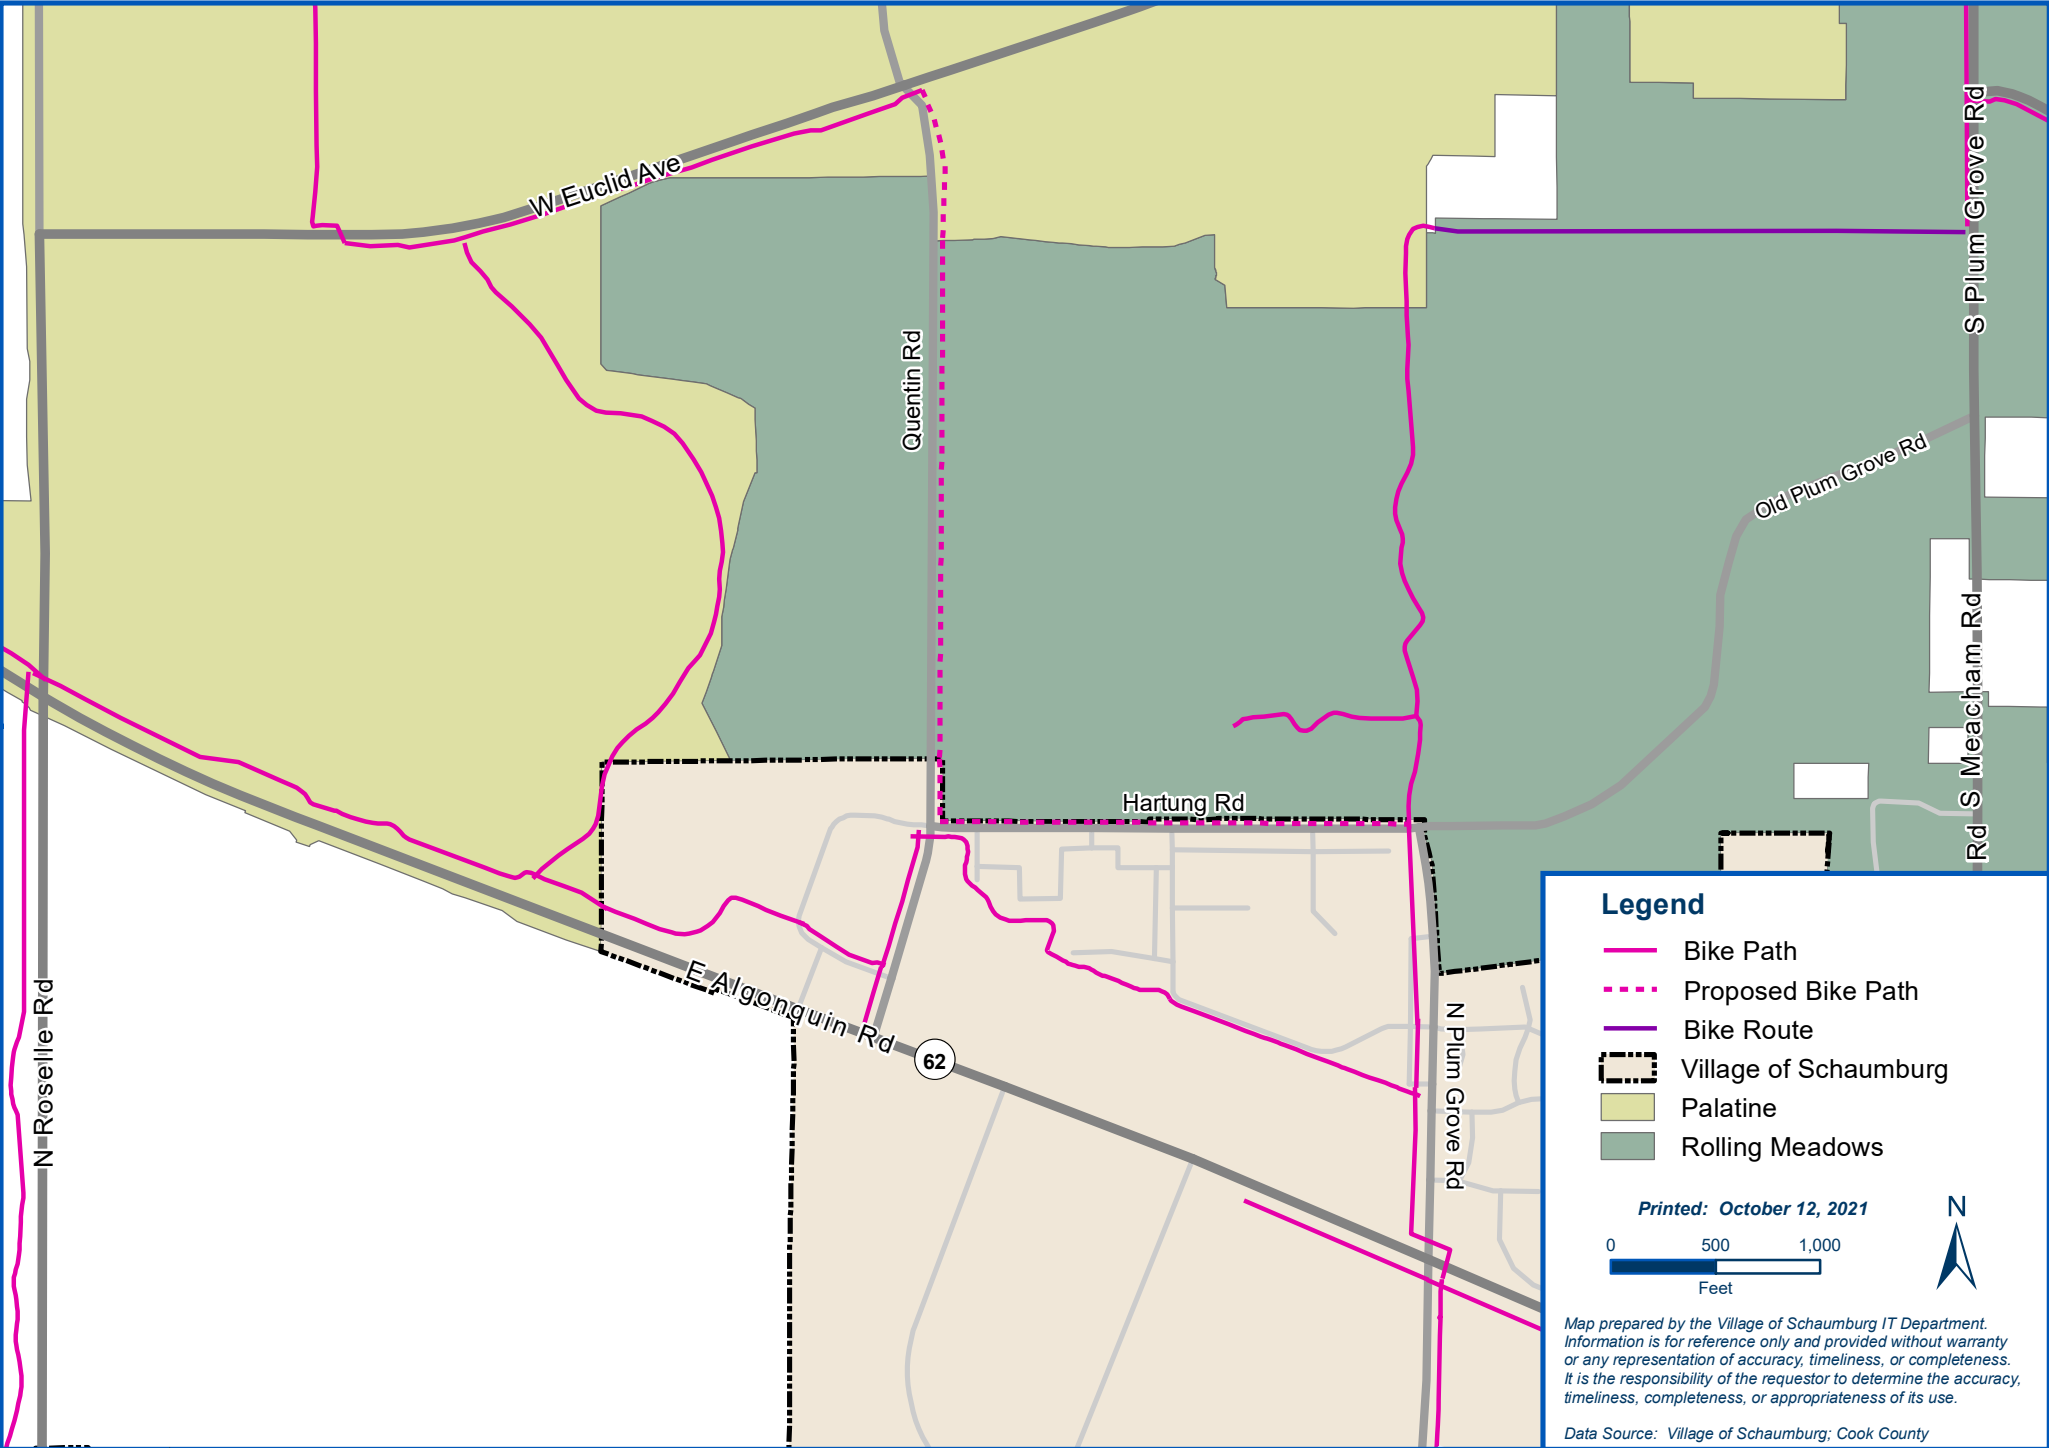 W Euclid Ave
S Plum Grove Rd
Quentin Rd
Old Plum Grove Rd
S Meacham Rd
Rd
Hartung Rd
N Roselle Rd
E Algonquin Rd
62
N Plum Grove Rd
Legend
Bike Path
Proposed Bike Path
Bike Route
Village of Schaumburg
Palatine
Rolling Meadows
Printed: October 12, 2021
N
0 500 1,000
Feet
Map prepared by the Village of Schaumburg IT Department.
Information is for reference only and provided without warranty
or any representation of accuracy, timeliness, or completeness.
It is the responsibility of the requestor to determine the accuracy,
timeliness, completeness, or appropriateness of its use.
Data Source: Village of Schaumburg; Cook County